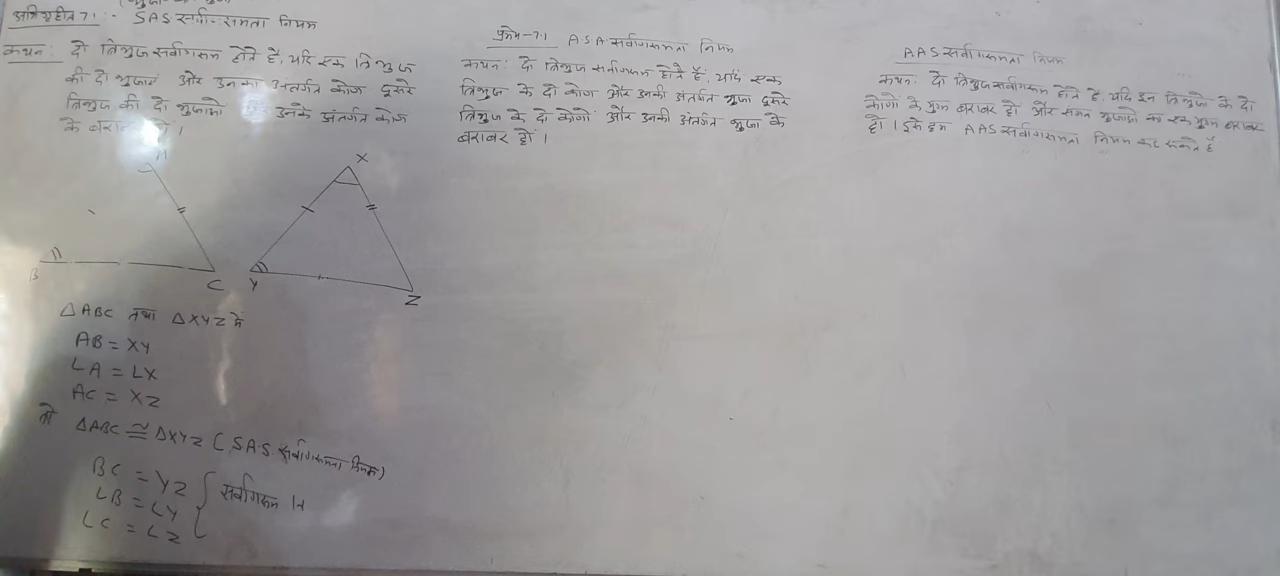 अभिगृहीत 7.1 :- SAS सर्वांगसमता नियम
कथन: दो त्रिभुज सर्वांगसम होते हैं, यदि एक त्रिभुज
की दो भुजाएं और उनका अंतर्गत कोण दूसरे
त्रिभुज की दो भुजाओं उनके अंतर्गत कोण
के
A
B
C
X
Y
Z
△ABC तथा △XYZ में
AB = XY
∠A = ∠X
AC = XZ
तो △ABC ≅ △XYZ (S.A.S. सर्वांगसमता नियम)
BC = YZ
∠B = ∠Y
∠C = ∠Z
सर्वांगसम
प्रमेय-7.1 ASA सर्वांगसमता नियम
कथन: दो त्रिभुज सर्वांगसम होते हैं, यदि एक
त्रिभुज के दो कोण और उनकी अंतर्गत भुजा दूसरे
त्रिभुज के दो कोणों और उनकी अंतर्गत भुजा के
बराबर हों।
AAS सर्वांगसमता नियम
कथन: दो त्रिभुज सर्वांगसम होते है, यदि इन त्रिभुजों के दो
कोणों के युग्म बराबर हों और संगत भुजाओं का एक युग्म बराबर
हो। इसे हम AAS सर्वांगसमता नियम कह सकते हैं